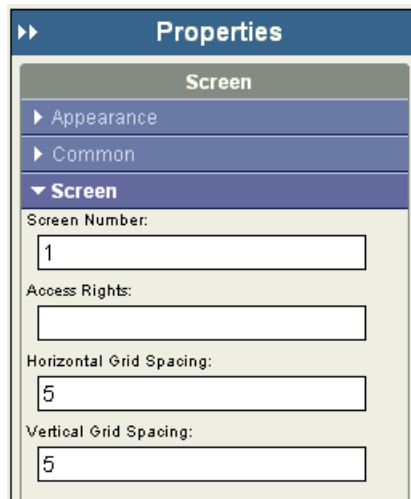 Properties
Screen
Appearance
Common
Screen
Screen Number:
1
Access Rights:
Horizontal Grid Spacing:
5
Vertical Grid Spacing:
5